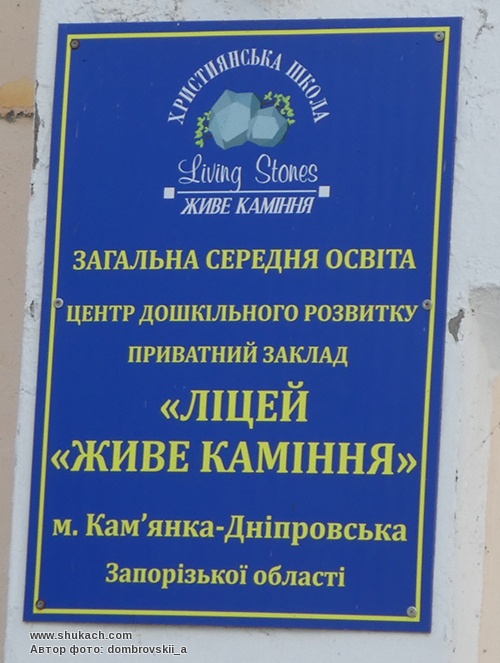 ХРИСТИЯНСЬКА ШКОЛА
Living Stones
ЖИВЕ КАМІННЯ
ЗАГАЛЬНА СЕРЕДНЯ ОСВІТА
ЦЕНТР ДОШКІЛЬНОГО РОЗВИТКУ
ПРИВАТНИЙ ЗАКЛАД
«ЛІЦЕЙ
«ЖИВЕ КАМІННЯ»
м. Кам’янка-Дніпровська
Запорізької області
www.shukach.com
Автор фото: dombrovskii_a